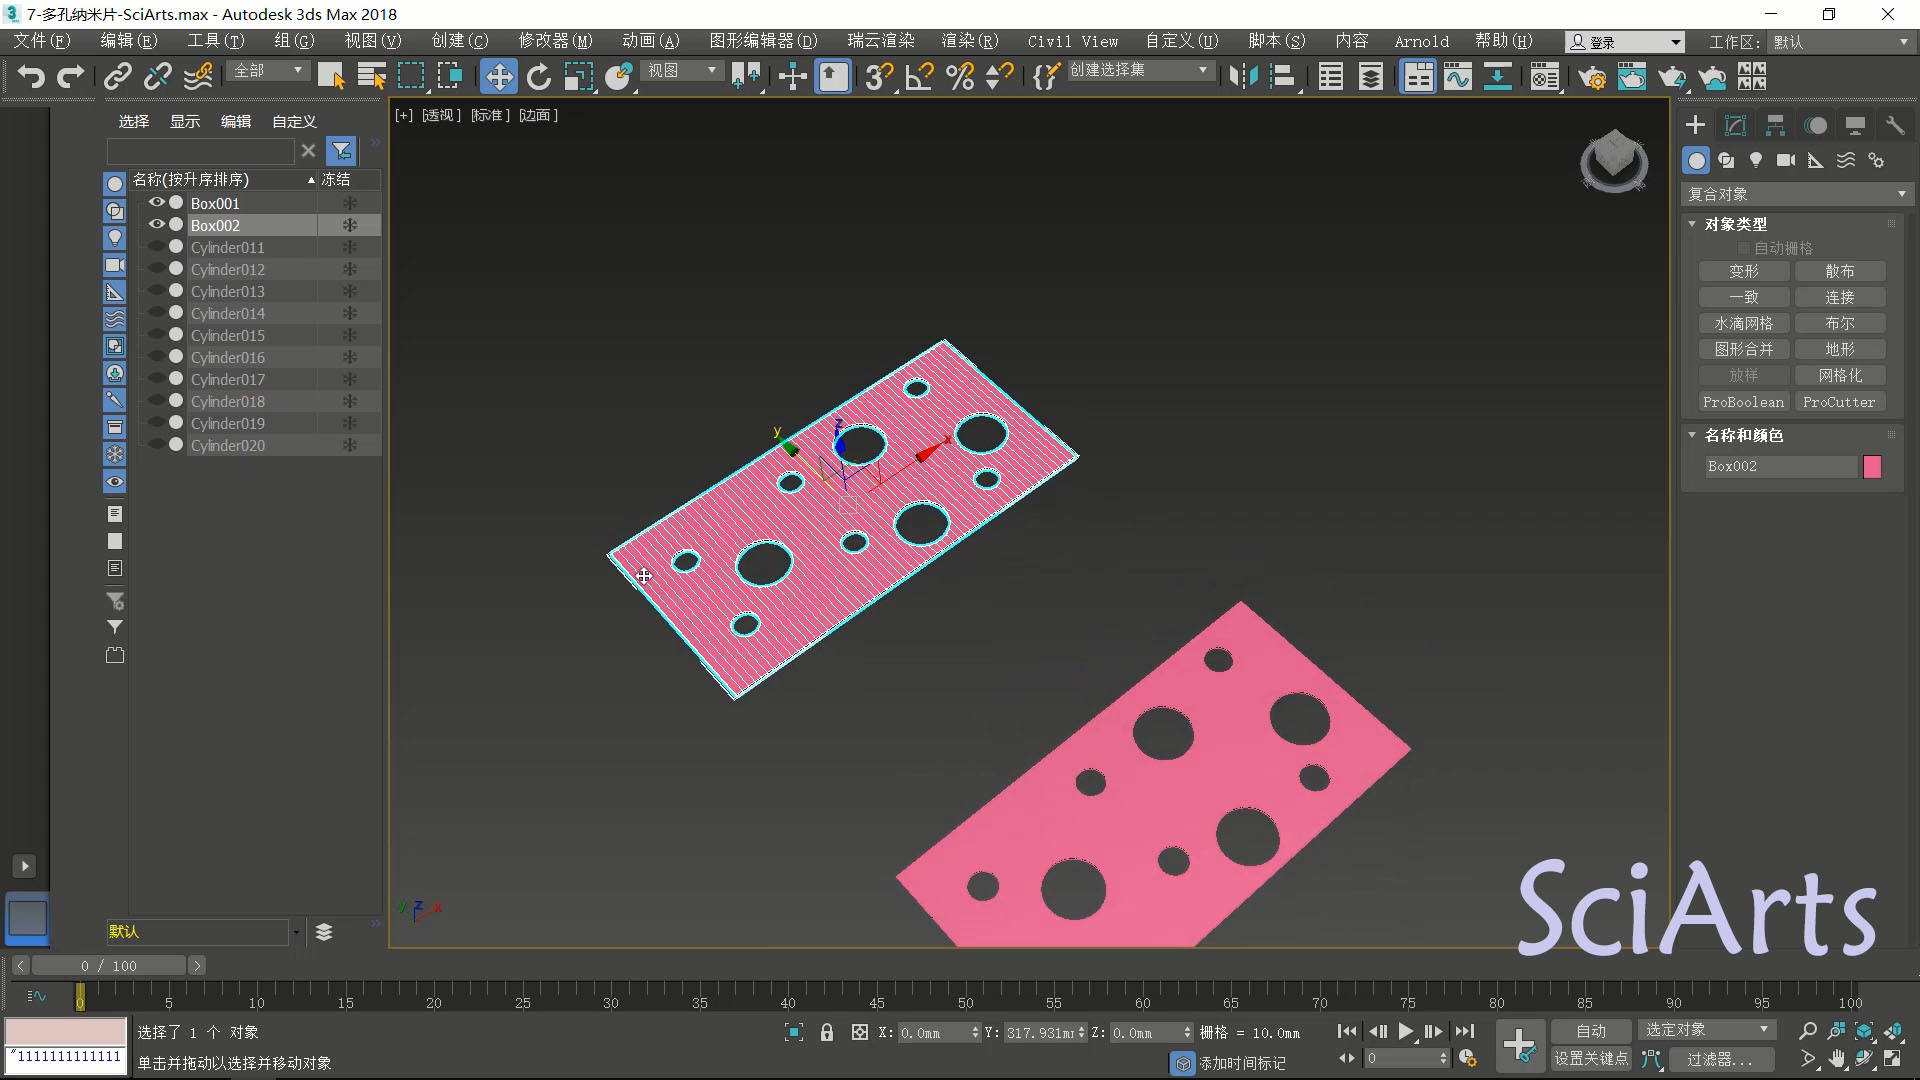 7-多孔纳米片-SciArts.max - Autodesk 3ds Max 2018
文件(F) 编辑(E) 工具(T) 组(G) 视图(V) 创建(C) 修改器(M) 动画(A) 图形编辑器(D) 瑞云渲染 渲染(R) Civil View 自定义(U) 脚本(S) 内容 Arnold 帮助(H) 登录 工作区: 默认
全部 视图 创建选择集
选择 显示 编辑 自定义
[+] [透视] [标准] [边面]
名称(按升序排序) 冻结
Box001
Box002
Cylinder011
Cylinder012
Cylinder013
Cylinder014
Cylinder015
Cylinder016
Cylinder017
Cylinder018
Cylinder019
Cylinder020
复合对象
对象类型
自动栅格
变形 散布
一致 连接
水滴网格 布尔
图形合并 地形
放样 网格化
ProBoolean ProCutter
名称和颜色
Box002
y z x
y z x
SciArts
默认
0 / 100
0 5 10 15 20 25 30 35 40 45 50 55 60 65 70 75 80 85 90 95 100
选择了 1 个 对象
X: 0.0mm Y: 317.931m Z: 0.0mm 栅格 = 10.0mm
自动 选定对象
"1111111111111
单击并拖动以选择并移动对象
添加时间标记
0
设置关键点 过滤器...